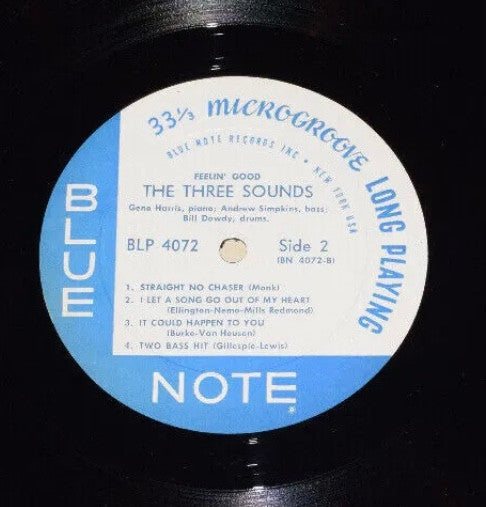 33⅓ MICROGROOVE LONG PLAYING
BLUE NOTE RECORDS INC • NEW YORK USA
FEELIN' GOOD
THE THREE SOUNDS
Gene Harris, piano; Andrew Simpkins, bass;
Bill Dowdy, drums.
BLP 4072 Side 2
(BN 4072-B)
1. STRAIGHT NO CHASER (Monk)
2. I LET A SONG GO OUT OF MY HEART
(Ellington-Nemo-Mills Redmond)
3. IT COULD HAPPEN TO YOU
(Burke-Van Heusen)
4. TWO BASS HIT (Gillespie-Lewis)
BLUE
NOTE
®